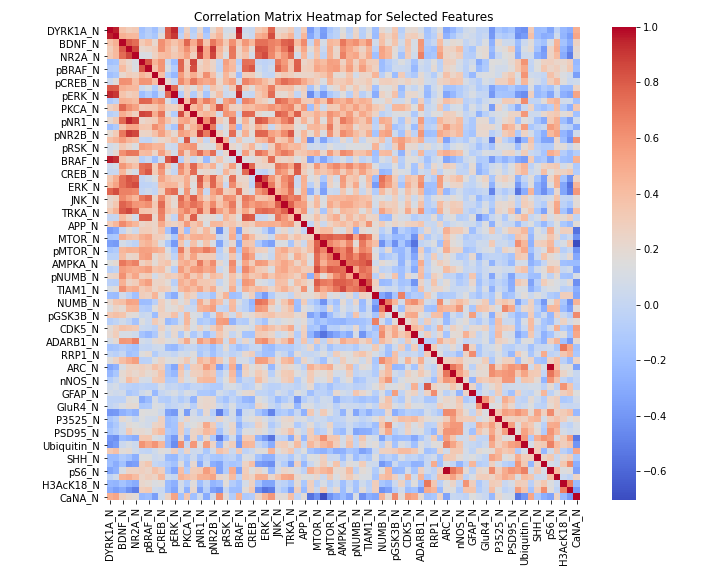 Correlation Matrix Heatmap for Selected Features
DYRK1A_N
BDNF_N
NR2A_N
pBRAF_N
pCREB_N
pERK_N
PKCA_N
pNR1_N
pNR2B_N
pRSK_N
BRAF_N
CREB_N
ERK_N
JNK_N
TRKA_N
APP_N
MTOR_N
pMTOR_N
AMPKA_N
pNUMB_N
TIAM1_N
NUMB_N
pGSK3B_N
CDK5_N
ADARB1_N
RRP1_N
ARC_N
nNOS_N
GFAP_N
GluR4_N
P3525_N
PSD95_N
Ubiquitin_N
SHH_N
pS6_N
H3AcK18_N
CaNA_N
DYRK1A_N
BDNF_N
NR2A_N
pBRAF_N
pCREB_N
pERK_N
PKCA_N
pNR1_N
pNR2B_N
pRSK_N
BRAF_N
CREB_N
ERK_N
JNK_N
TRKA_N
APP_N
MTOR_N
pMTOR_N
AMPKA_N
pNUMB_N
TIAM1_N
NUMB_N
pGSK3B_N
CDK5_N
ADARB1_N
RRP1_N
ARC_N
nNOS_N
GFAP_N
GluR4_N
P3525_N
PSD95_N
Ubiquitin_N
SHH_N
pS6_N
H3AcK18_N
CaNA_N
1.0
0.8
0.6
0.4
0.2
0.0
−0.2
−0.4
−0.6